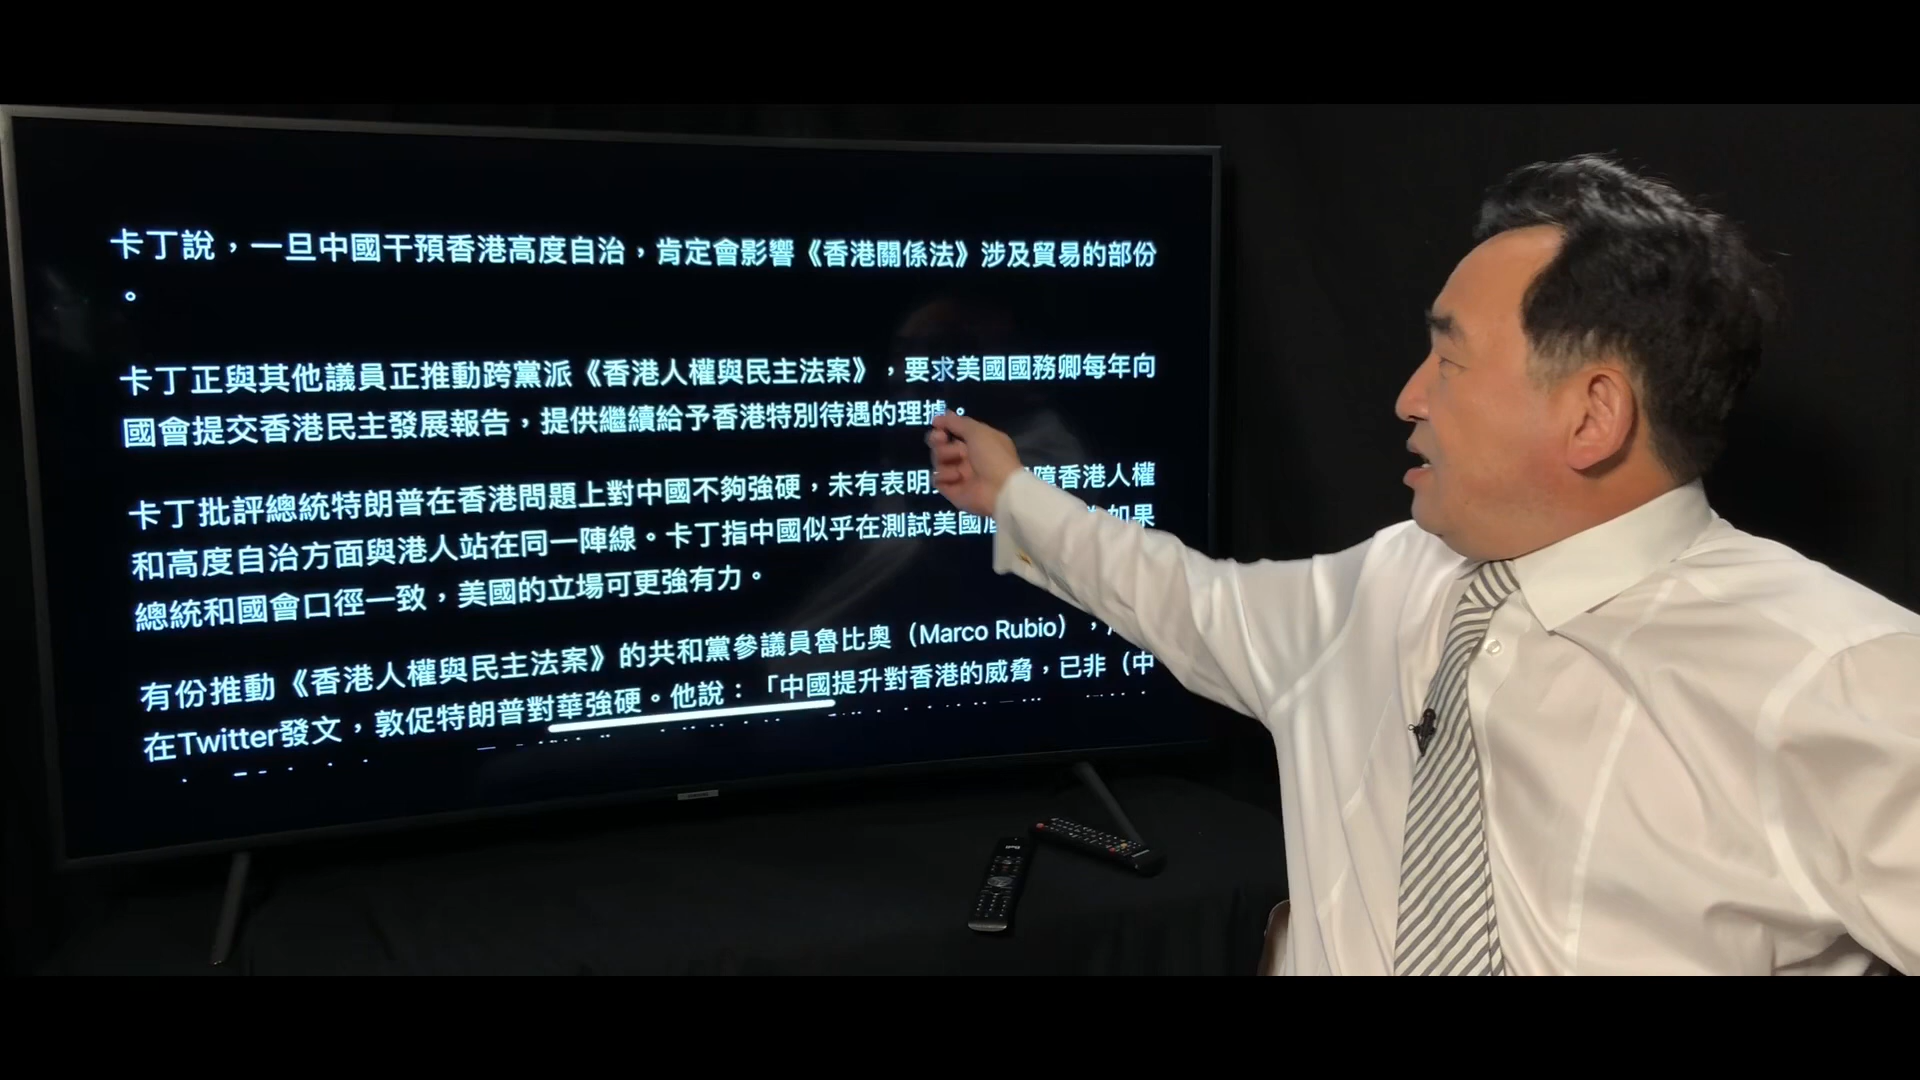 卡丁說，一旦中國干預香港高度自治，肯定會影響《香港關係法》涉及貿易的部份
。
卡丁正與其他議員正推動跨黨派《香港人權與民主法案》，要求美國國務卿每年向
國會提交香港民主發展報告，提供繼續給予香港特別待遇的理據。
卡丁批評總統特朗普在香港問題上對中國不夠強硬，未有表明 障香港人權
和高度自治方面與港人站在同一陣線。卡丁指中國似乎在測試美國底 如果
總統和國會口徑一致，美國的立場可更強有力。
有份推動《香港人權與民主法案》的共和黨參議員魯比奧（Marco Rubio），
在Twitter發文，敦促特朗普對華強硬。他說：「中國提升對香港的威脅，已非（中